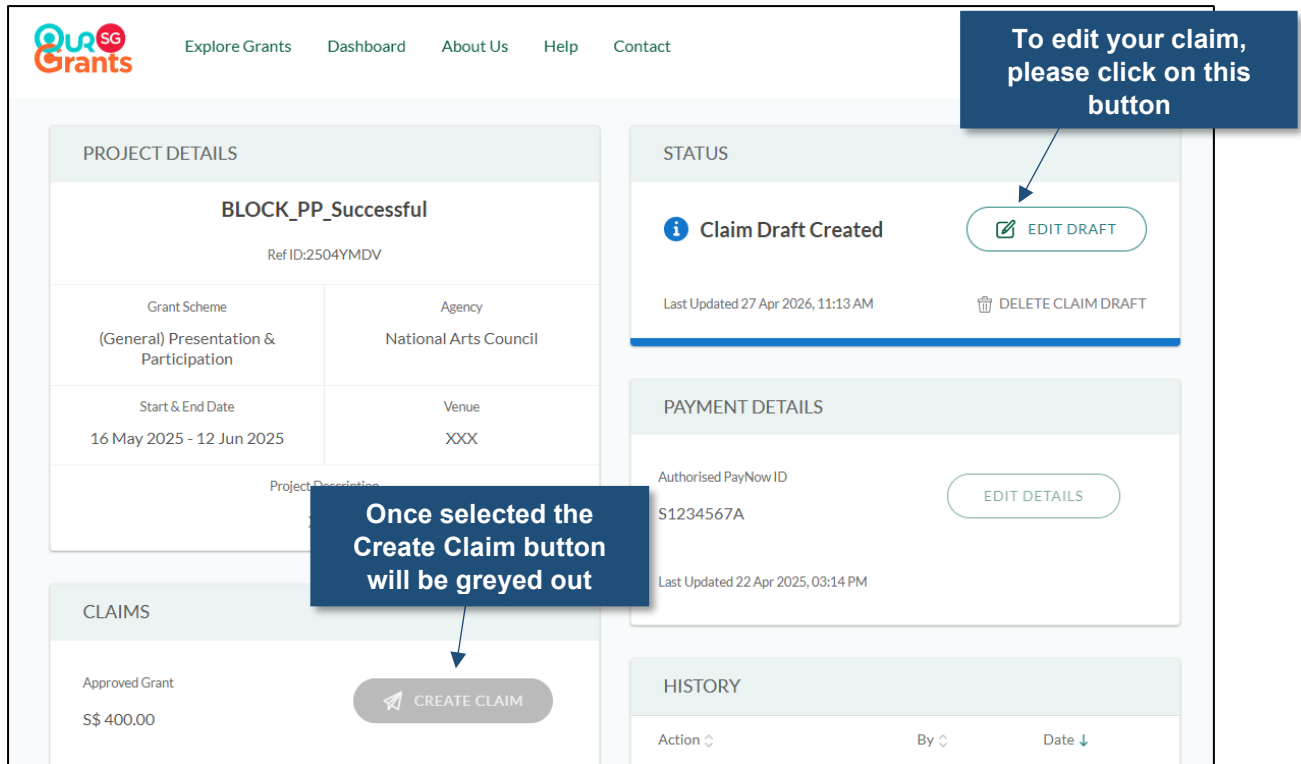 OUR SG
Grants
Explore Grants
Dashboard
About Us
Help
Contact
To edit your claim,
please click on this
button
PROJECT DETAILS
BLOCK_PP_Successful
Ref ID:2504YMDV
Grant Scheme
(General) Presentation &
Participation
Agency
National Arts Council
Start & End Date
16 May 2025 - 12 Jun 2025
Venue
XXX
Project Description
Once selected the
Create Claim button
will be greyed out
CLAIMS
Approved Grant
S$ 400.00
CREATE CLAIM
STATUS
Claim Draft Created
EDIT DRAFT
Last Updated 27 Apr 2026, 11:13 AM
DELETE CLAIM DRAFT
PAYMENT DETAILS
Authorised PayNow ID
S1234567A
EDIT DETAILS
Last Updated 22 Apr 2025, 03:14 PM
HISTORY
Action
By
Date